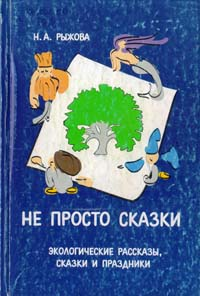 Н. А. РЫЖОВА
НЕ ПРОСТО СКАЗКИ
ЭКОЛОГИЧЕСКИЕ РАССКАЗЫ,
СКАЗКИ И ПРАЗДНИКИ